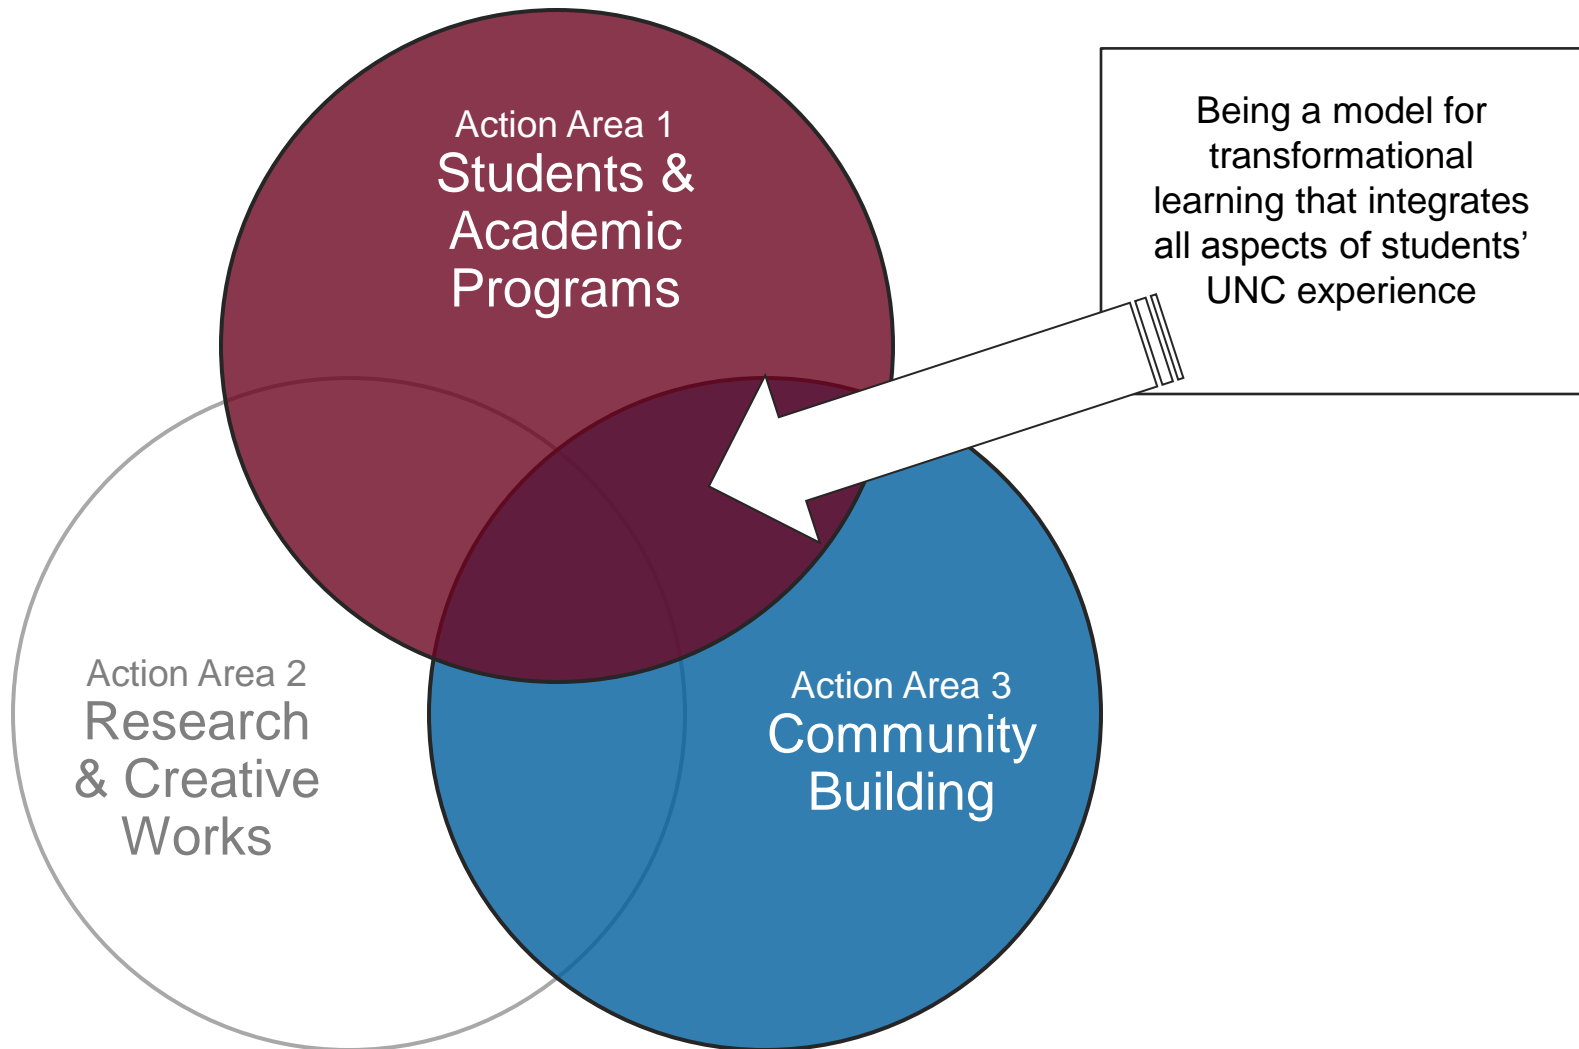 Action Area 1
Students &
Academic
Programs
Being a model for
transformational
learning that integrates
all aspects of students’
UNC experience
Action Area 2
Research
& Creative
Works
Action Area 3
Community
Building